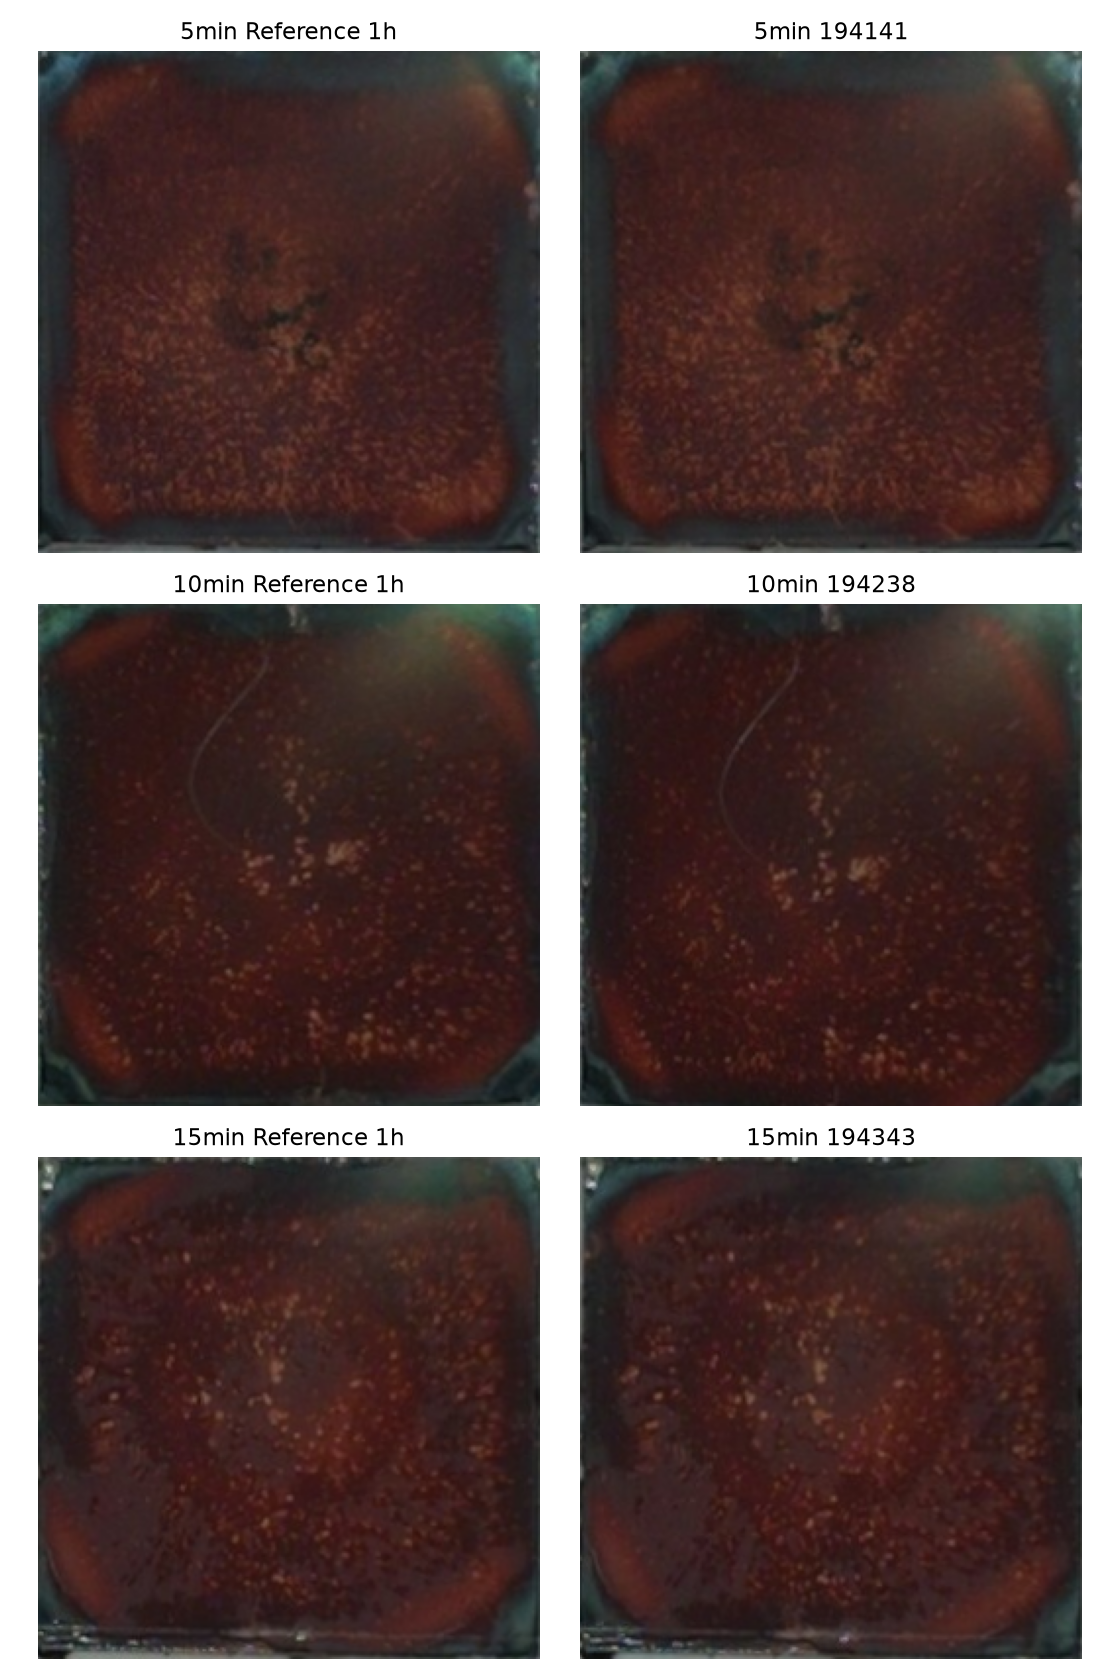 5min Reference 1h
5min 194141
10min Reference 1h
10min 194238
15min Reference 1h
15min 194343